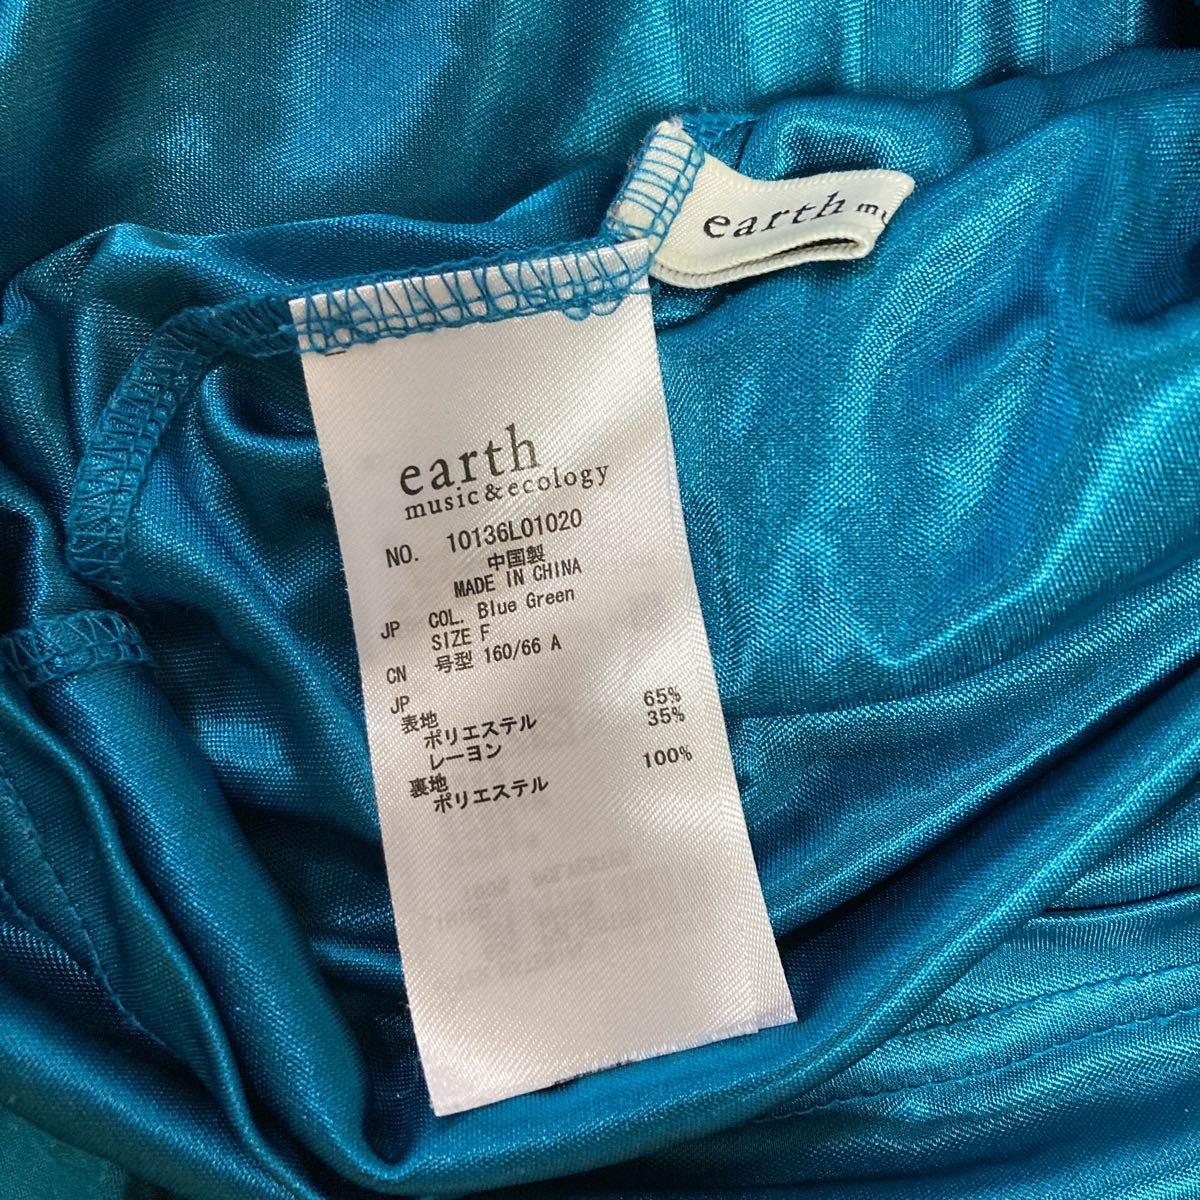 earth
earth
music&ecology
NO. 10136L01020
中国製
MADE IN CHINA
JP COL. Blue Green
SIZE F
CN 号型 160/66 A
JP
表地
ポリエステル 65%
レーヨン 35%
裏地
ポリエステル 100%